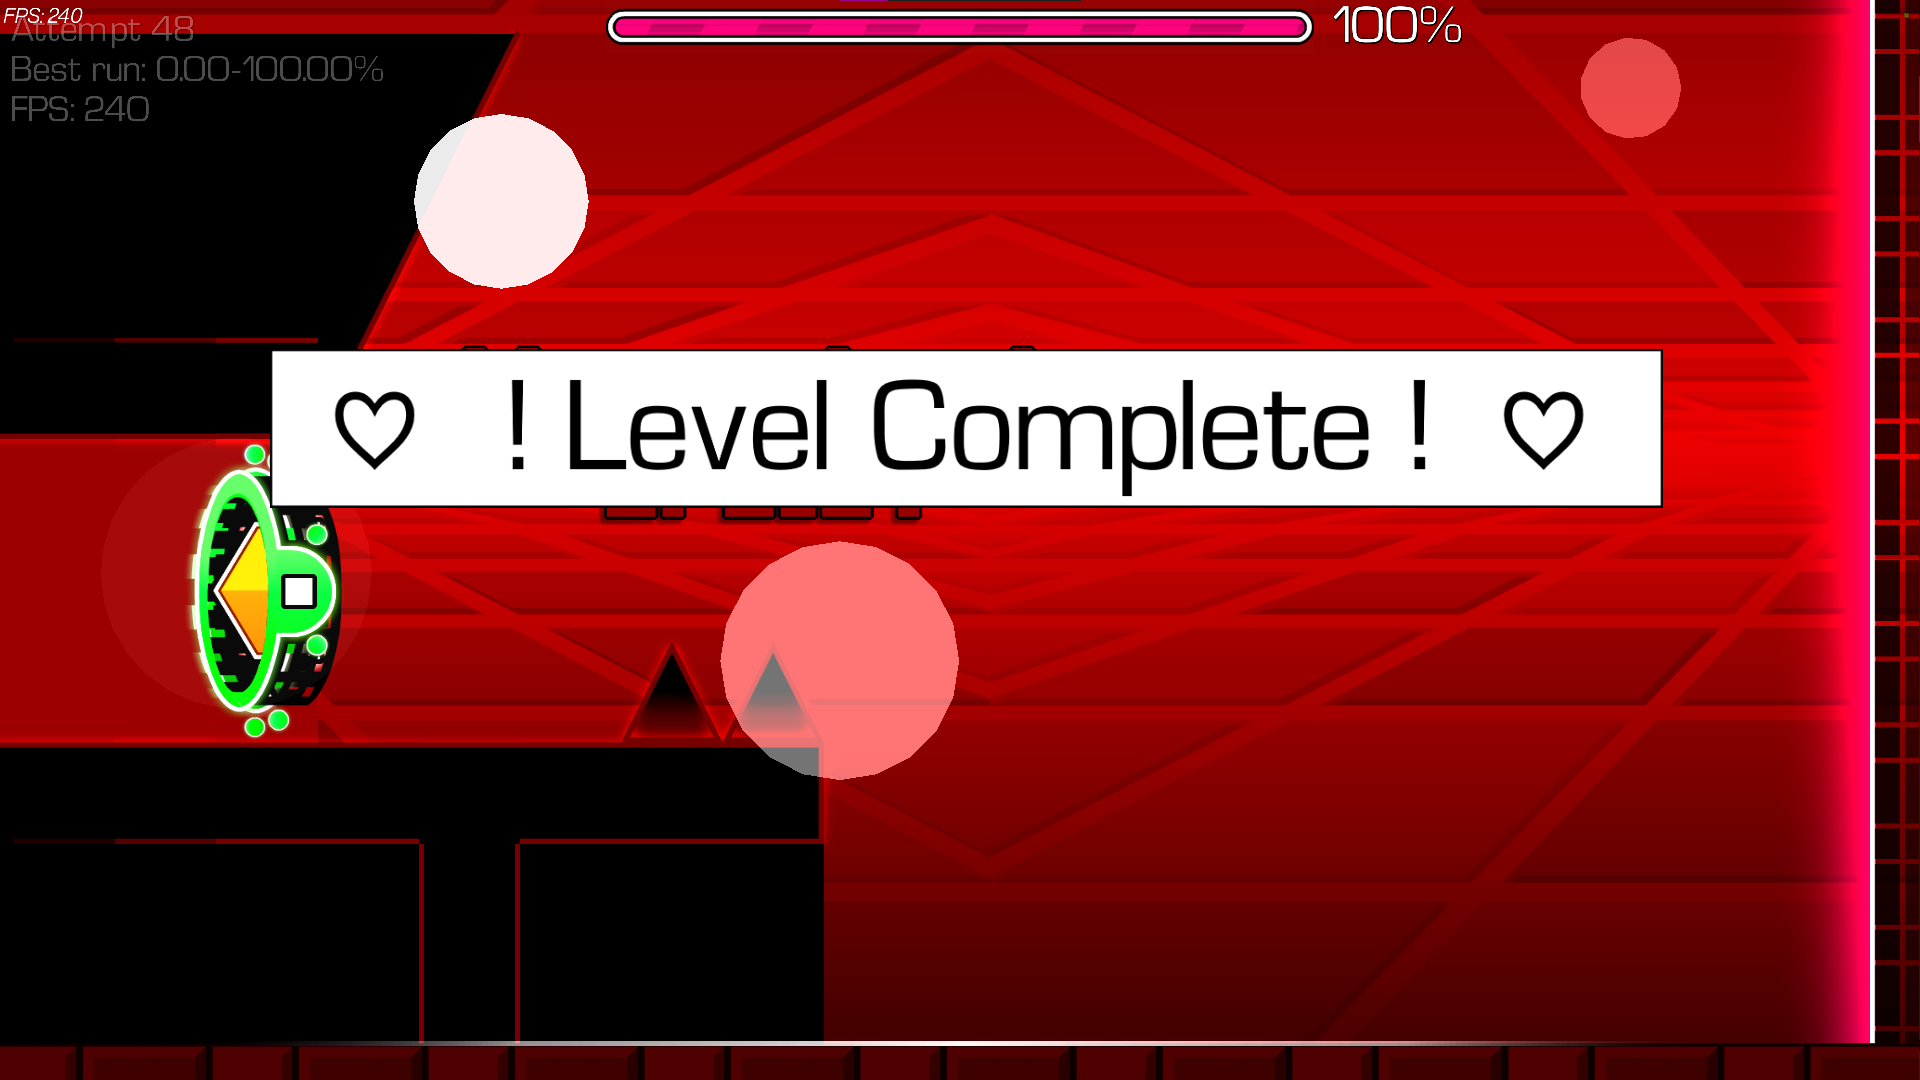 FPS: 240
Attempt 48
Best run: 0.00-100.00%
FPS: 240
100%
♡ ! Level Complete ! ♡